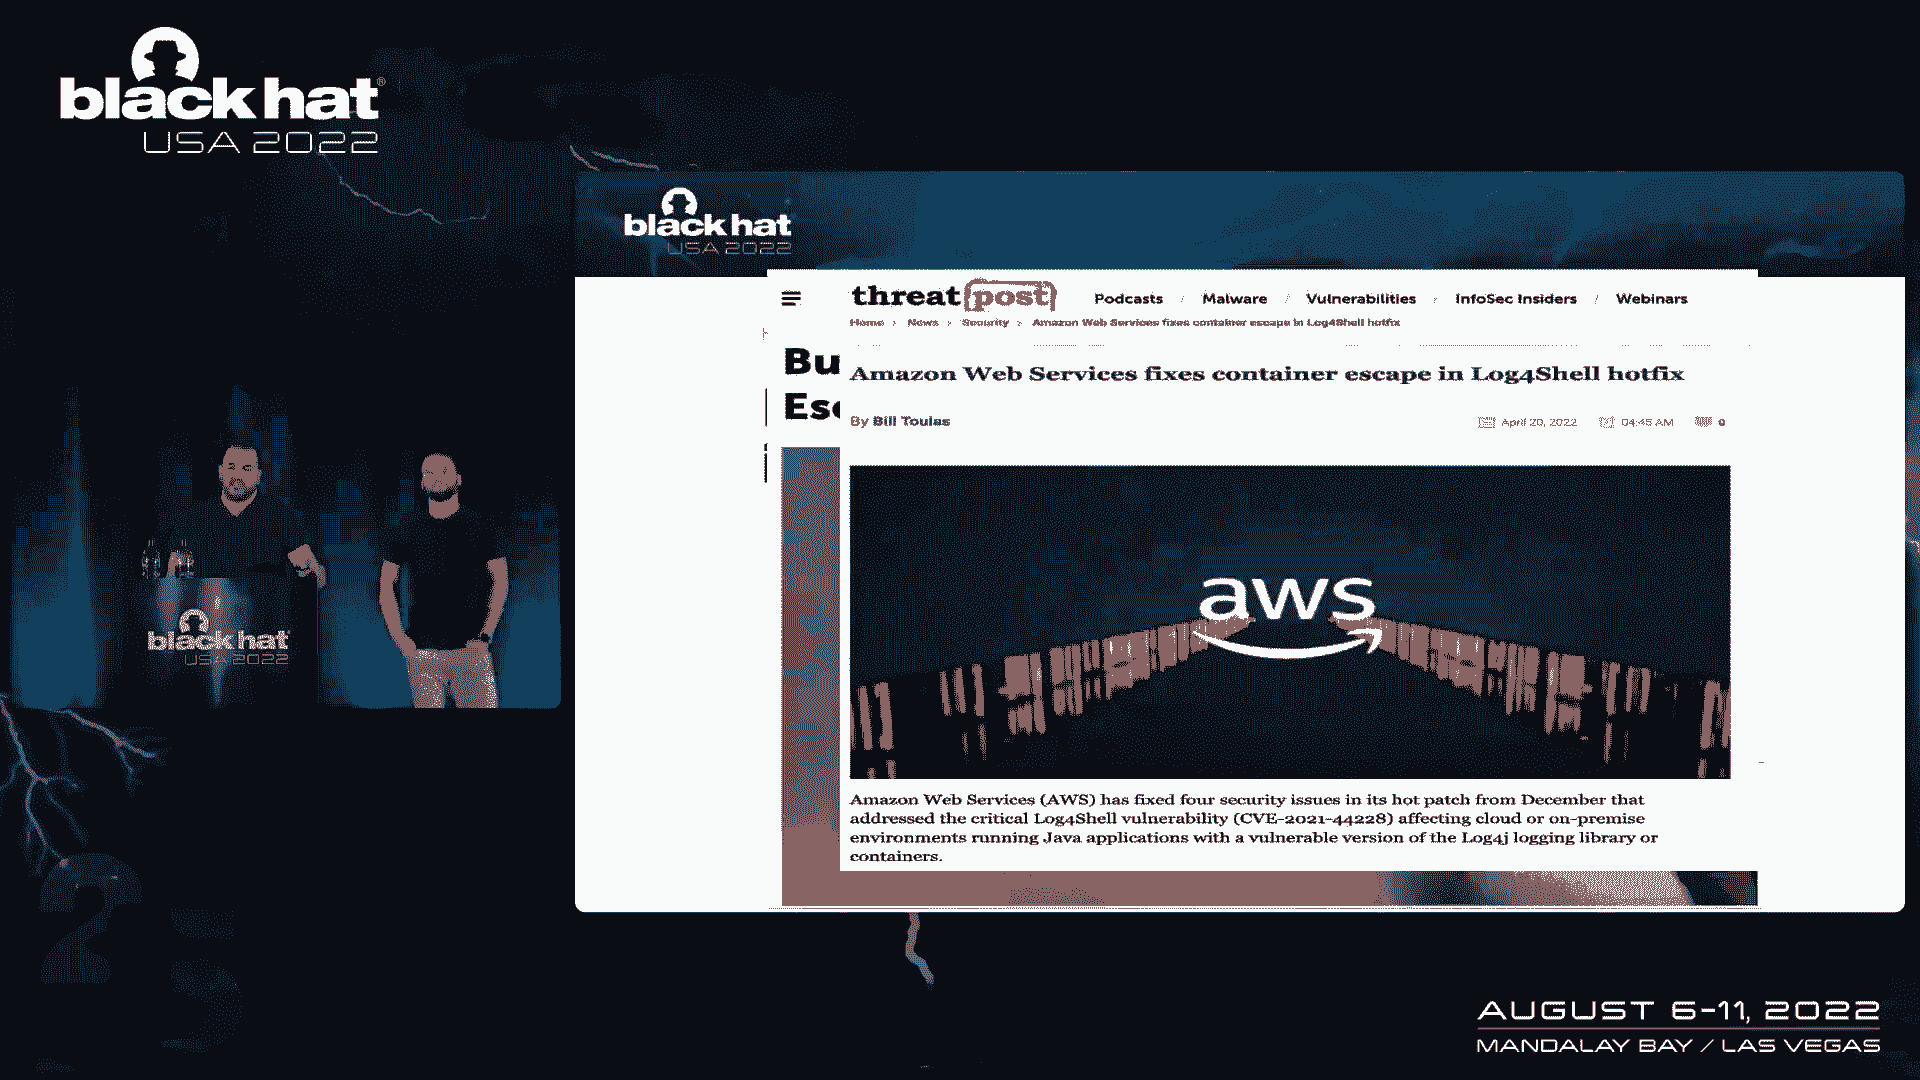 black hat®
USA 2022
black hat
USA 2022
threat post
Podcasts / Malware / Vulnerabilities / InfoSec Insiders / Webinars
Home > News > Security > Amazon Web Services fixes container escape in Log4Shell hotfix
Bu
Amazon Web Services fixes container escape in Log4Shell hotfix
Esc
By Bill Toulas
April 20, 2022 04:45 AM 0
aws
Amazon Web Services (AWS) has fixed four security issues in its hot patch from December that
addressed the critical Log4Shell vulnerability (CVE-2021-44228) affecting cloud or on-premise
environments running Java applications with a vulnerable version of the Log4j logging library or
containers.
black hat
USA 2022
25
AUGUST 6-11, 2022
MANDALAY BAY / LAS VEGAS